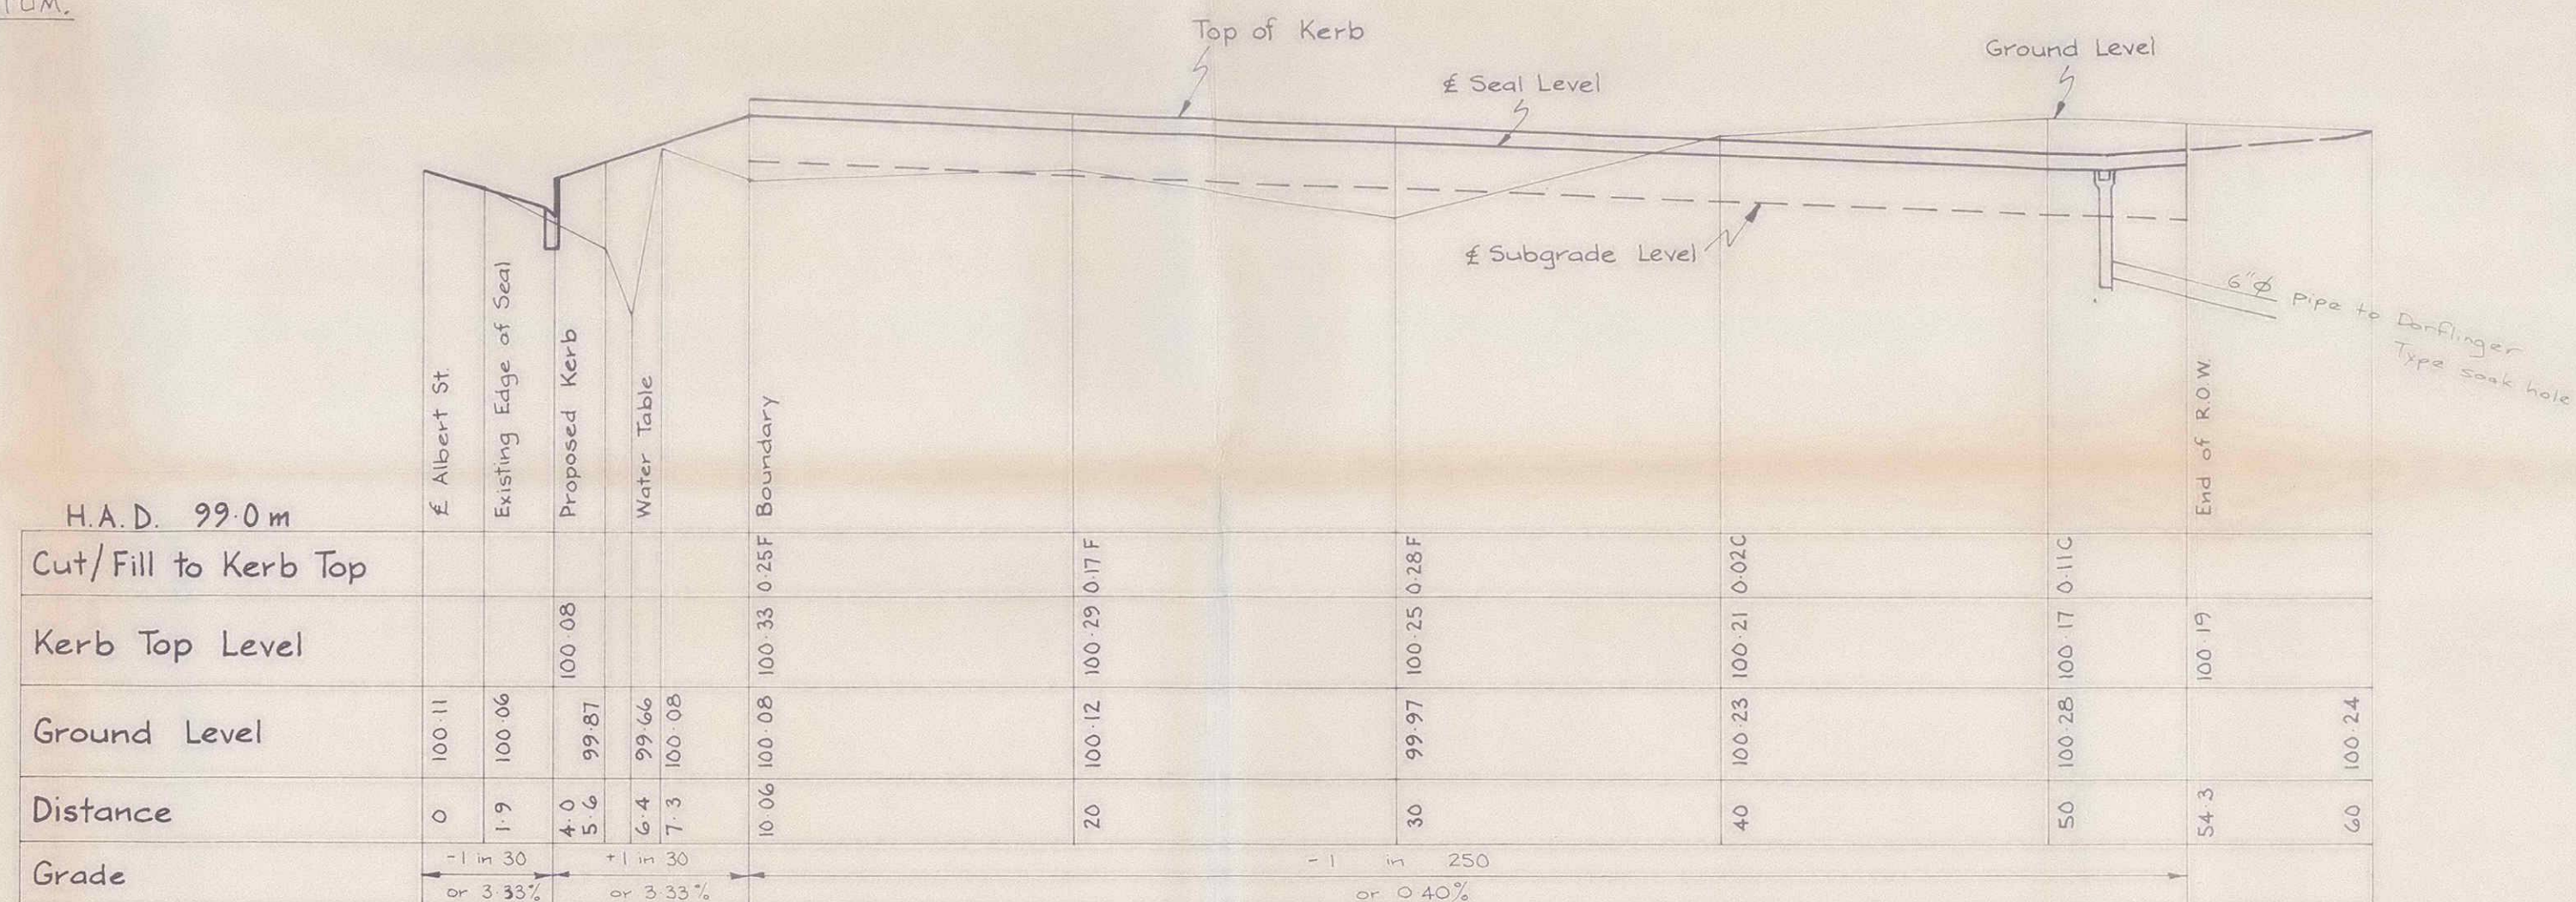 Top of Kerb
Ground Level
℄ Seal Level
℄ Subgrade Level
6"ϕ pipe to Dorflinger
Type soak hole
℄ Albert St.
Existing Edge of Seal
Proposed Kerb
Water Table
Boundary
End of R.O.W.
H.A.D. 99.0 m
Cut/Fill to Kerb Top 0.25F 0.17F 0.28F 0.02C 0.11C
Kerb Top Level 100.08 100.33 100.29 100.25 100.21 100.17 100.19
Ground Level 100.11 100.06 99.87 99.66 100.08 100.08 100.12 99.97 100.23 100.28 100.24
Distance 0 1.9 4.0 5.6 6.4 7.3 10.06 20 30 40 50 54.3 60
Grade
-1 in 30 +1 in 30 -1 in 250
or 3.33% or 3.33% or 0.40%